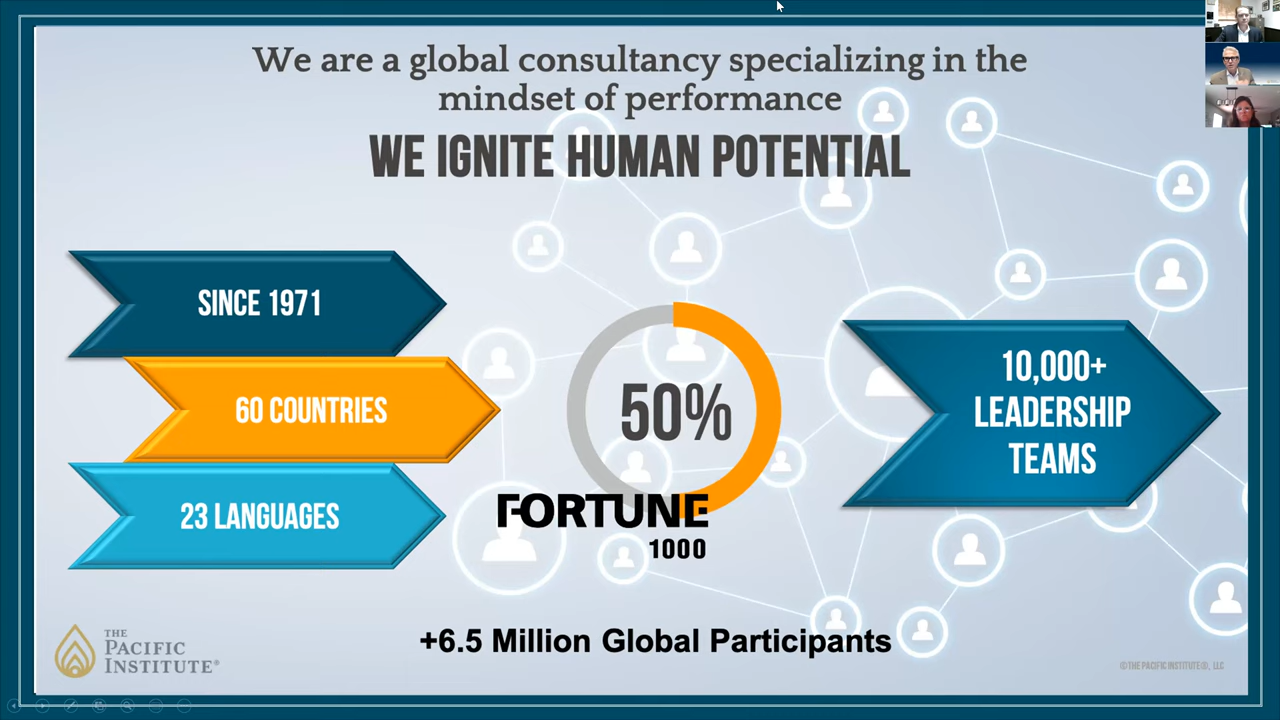 We are a global consultancy specializing in the
mindset of performance
WE IGNITE HUMAN POTENTIAL
SINCE 1971
60 COUNTRIES
23 LANGUAGES
50%
FORTUNE
1000
10,000+
LEADERSHIP
TEAMS
+6.5 Million Global Participants
THE
PACIFIC
INSTITUTE®
©THE PACIFIC INSTITUTE®, LLC